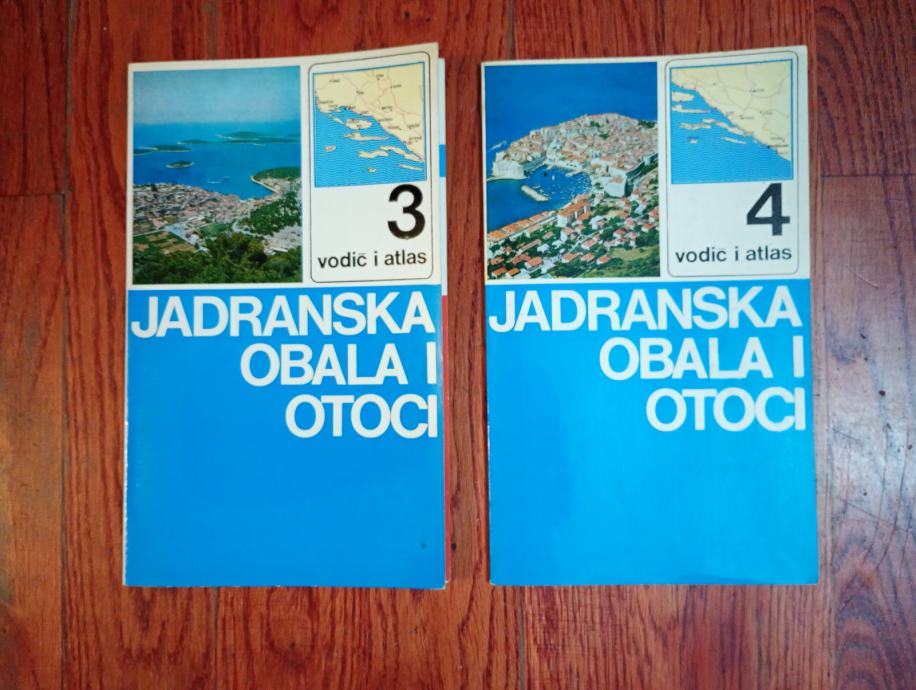 3
vodič i atlas
JADRANSKA
OBALA I
OTOCI
4
vodič i atlas
JADRANSKA
OBALA I
OTOCI